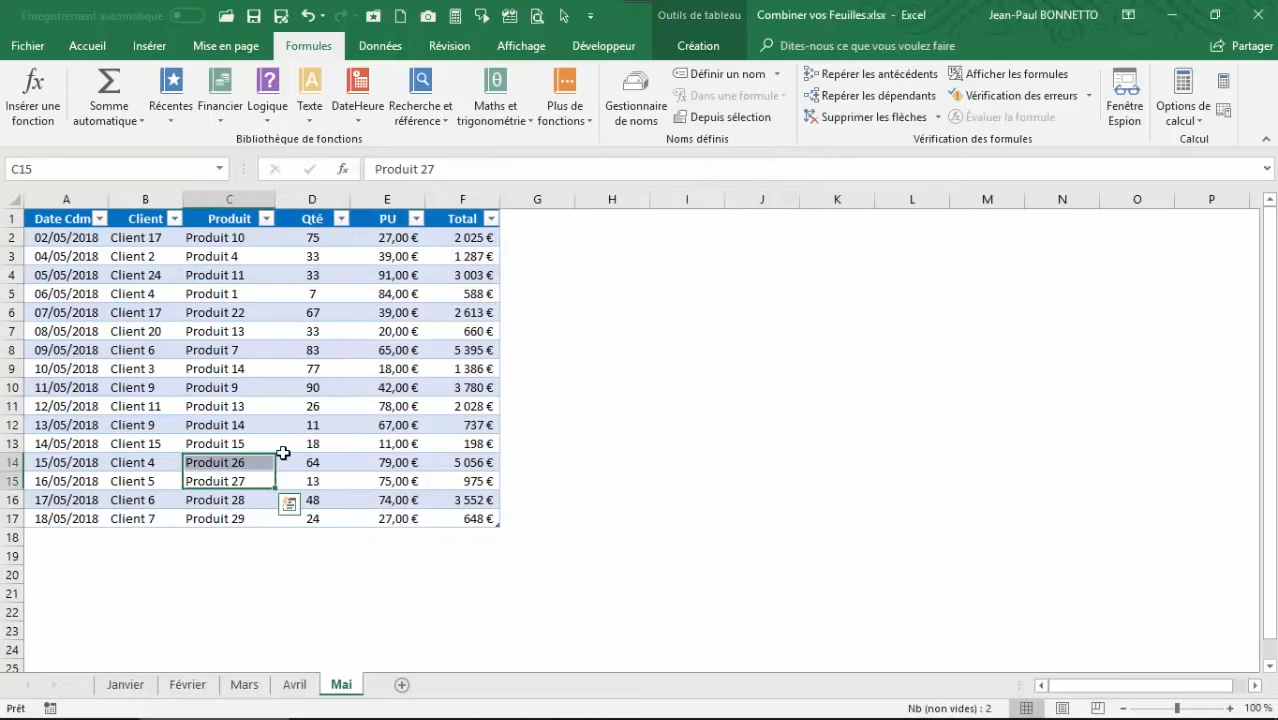 Enregistrement automatique
Outils de tableau
Combiner vos Feuilles.xlsx - Excel
Jean-Paul BONNETTO
Fichier Accueil Insérer Mise en page Formules Données Révision Affichage Développeur Création Dites-nous ce que vous voulez faire Partager
Insérer une fonction
Somme automatique
Récentes
Financier
Logique
Texte
DateHeure
Recherche et référence
Maths et trigonométrie
Plus de fonctions
Bibliothèque de fonctions
Gestionnaire de noms
Définir un nom
Dans une formule
Depuis sélection
Noms définis
Repérer les antécédents
Repérer les dépendants
Supprimer les flèches
Afficher les formules
Vérification des erreurs
Évaluer la formule
Vérification des formules
Fenêtre Espion
Options de calcul
Calcul
C15 fx Produit 27
A B C D E F G H I J K L M N O P
1 Date Cdm Client Produit Qté PU Total
2 02/05/2018 Client 17 Produit 10 75 27,00 € 2 025 €
3 04/05/2018 Client 2 Produit 4 33 39,00 € 1 287 €
4 05/05/2018 Client 24 Produit 11 33 91,00 € 3 003 €
5 06/05/2018 Client 4 Produit 1 7 84,00 € 588 €
6 07/05/2018 Client 17 Produit 22 67 39,00 € 2 613 €
7 08/05/2018 Client 20 Produit 13 33 20,00 € 660 €
8 09/05/2018 Client 6 Produit 7 83 65,00 € 5 395 €
9 10/05/2018 Client 3 Produit 14 77 18,00 € 1 386 €
10 11/05/2018 Client 9 Produit 9 90 42,00 € 3 780 €
11 12/05/2018 Client 11 Produit 13 26 78,00 € 2 028 €
12 13/05/2018 Client 9 Produit 14 11 67,00 € 737 €
13 14/05/2018 Client 15 Produit 15 18 11,00 € 198 €
14 15/05/2018 Client 4 Produit 26 64 79,00 € 5 056 €
15 16/05/2018 Client 5 Produit 27 13 75,00 € 975 €
16 17/05/2018 Client 6 Produit 28 48 74,00 € 3 552 €
17 18/05/2018 Client 7 Produit 29 24 27,00 € 648 €
18
19
20
21
22
23
24
25
Janvier Février Mars Avril Mai
Prêt Nb (non vides) : 2 100 %